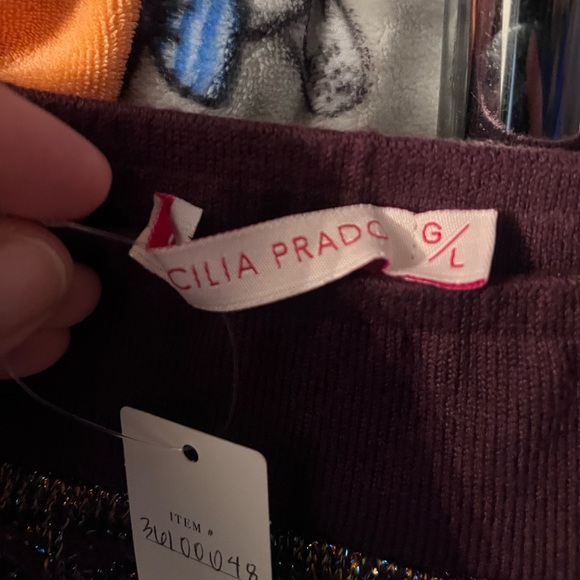 CILIA PRADO
G/L
ITEM #
36100048